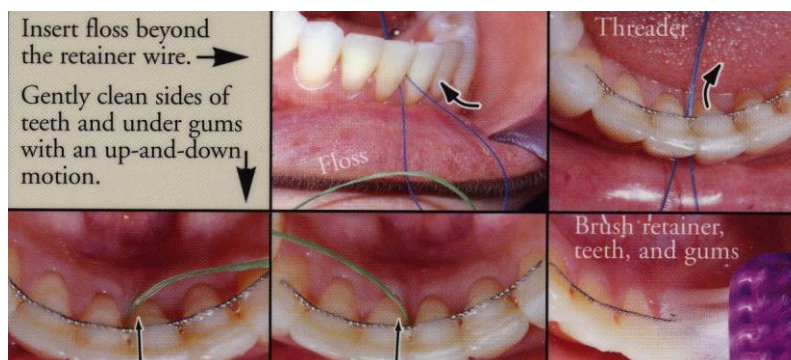 Insert floss beyond
the retainer wire.
Gently clean sides of
teeth and under gums
with an up-and-down
motion.
Floss
Threader
Brush retainer,
teeth, and gums